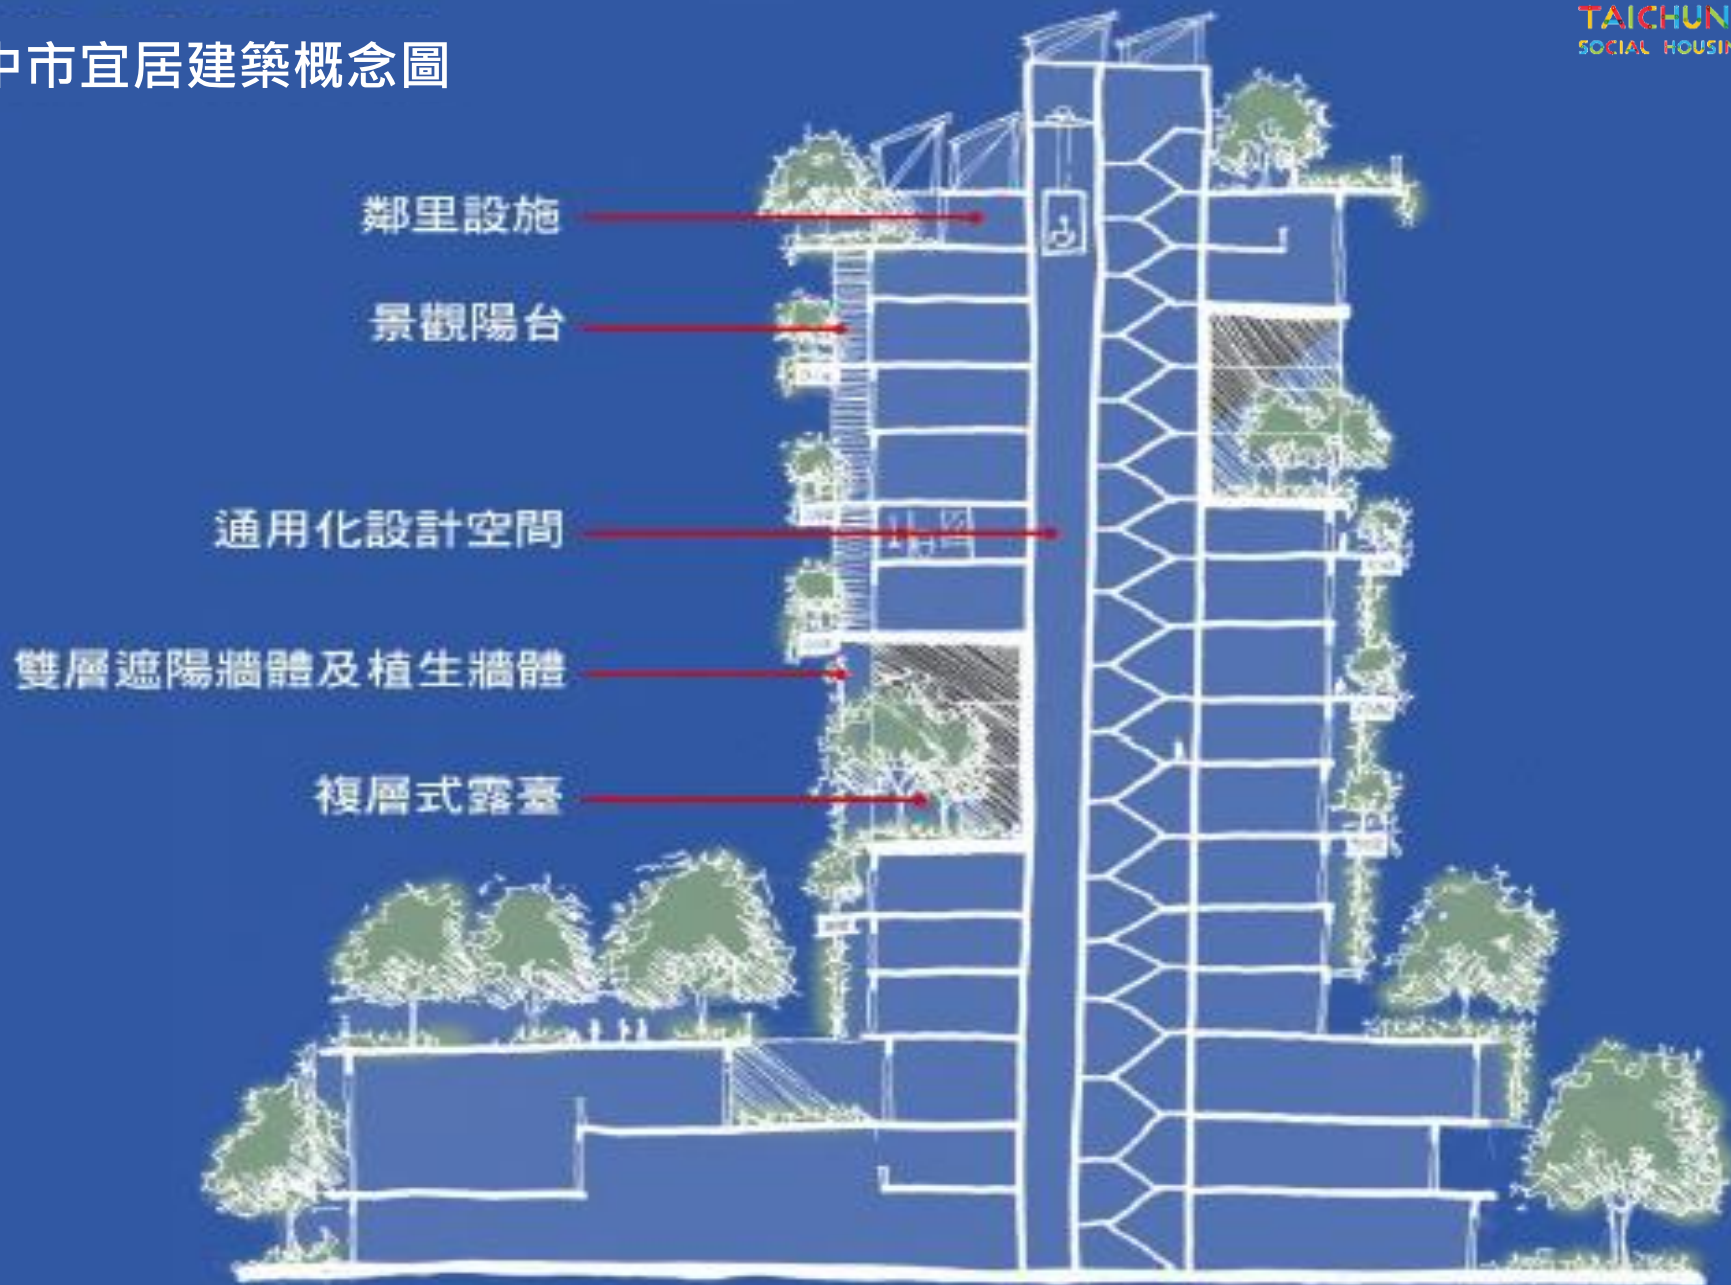 中市宜居建築概念圖
TAICHUN
SOCIAL HOUSIN
鄰里設施
景觀陽台
通用化設計空間
雙層遮陽牆體及植生牆體
複層式露臺